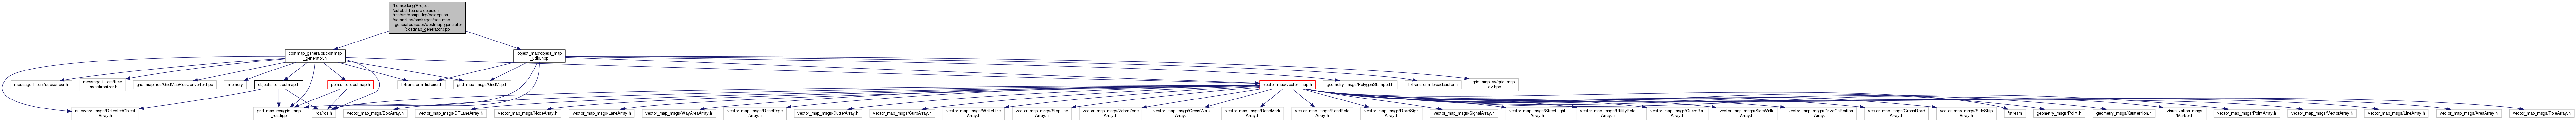 /home/dang/Project
/autobot-feature-decision
/ros/src/computing/perception
/semantics/packages/costmap
_generator/nodes/costmap_generator
/costmap_generator.cpp
costmap_generator/costmap
_generator.h
object_map/object_map
_utils.hpp
message_filters/subscriber.h
message_filters/time
_synchronizer.h
grid_map_ros/GridMapRosConverter.hpp
memory
objects_to_costmap.h
points_to_costmap.h
tf/transform_listener.h
grid_map_msgs/GridMap.h
vector_map/vector_map.h
geometry_msgs/PolygonStamped.h
tf/transform_broadcaster.h
grid_map_cv/grid_map
_cv.hpp
autoware_msgs/DetectedObject
Array.h
grid_map_ros/grid_map
_ros.hpp
ros/ros.h
vector_map_msgs/BoxArray.h
vector_map_msgs/DTLaneArray.h
vector_map_msgs/NodeArray.h
vector_map_msgs/LaneArray.h
vector_map_msgs/WayAreaArray.h
vector_map_msgs/RoadEdge
Array.h
vector_map_msgs/GutterArray.h
vector_map_msgs/CurbArray.h
vector_map_msgs/WhiteLine
Array.h
vector_map_msgs/StopLine
Array.h
vector_map_msgs/ZebraZone
Array.h
vector_map_msgs/CrossWalk
Array.h
vector_map_msgs/RoadMark
Array.h
vector_map_msgs/RoadPole
Array.h
vector_map_msgs/RoadSign
Array.h
vector_map_msgs/SignalArray.h
vector_map_msgs/StreetLight
Array.h
vector_map_msgs/UtilityPole
Array.h
vector_map_msgs/GuardRail
Array.h
vector_map_msgs/SideWalk
Array.h
vector_map_msgs/DriveOnPortion
Array.h
vector_map_msgs/CrossRoad
Array.h
vector_map_msgs/SideStrip
Array.h
fstream
geometry_msgs/Point.h
geometry_msgs/Quaternion.h
visualization_msgs
/Marker.h
vector_map_msgs/PointArray.h
vector_map_msgs/VectorArray.h
vector_map_msgs/LineArray.h
vector_map_msgs/AreaArray.h
vector_map_msgs/PoleArray.h